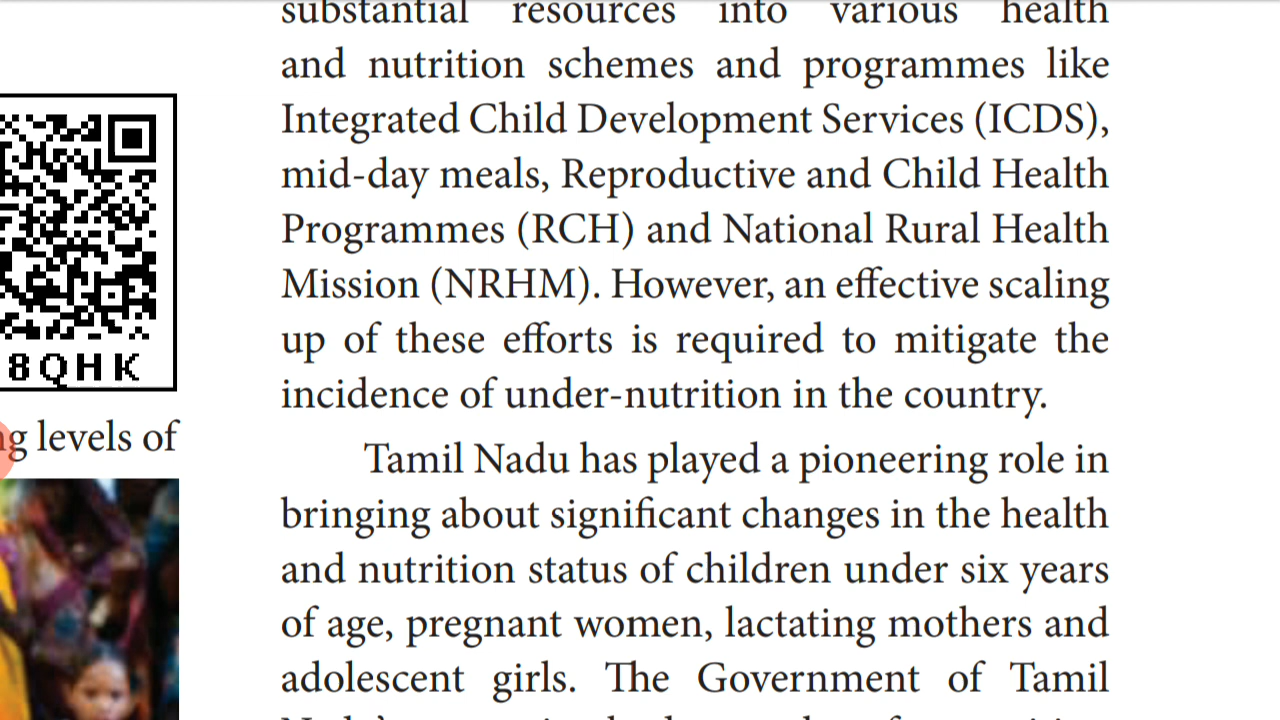 substantial resources into various health
and nutrition schemes and programmes like
Integrated Child Development Services (ICDS),
mid-day meals, Reproductive and Child Health
Programmes (RCH) and National Rural Health
Mission (NRHM). However, an effective scaling
up of these efforts is required to mitigate the
incidence of under-nutrition in the country.
Tamil Nadu has played a pioneering role in
bringing about significant changes in the health
and nutrition status of children under six years
of age, pregnant women, lactating mothers and
adolescent girls. The Government of Tamil
8QHK
levels of